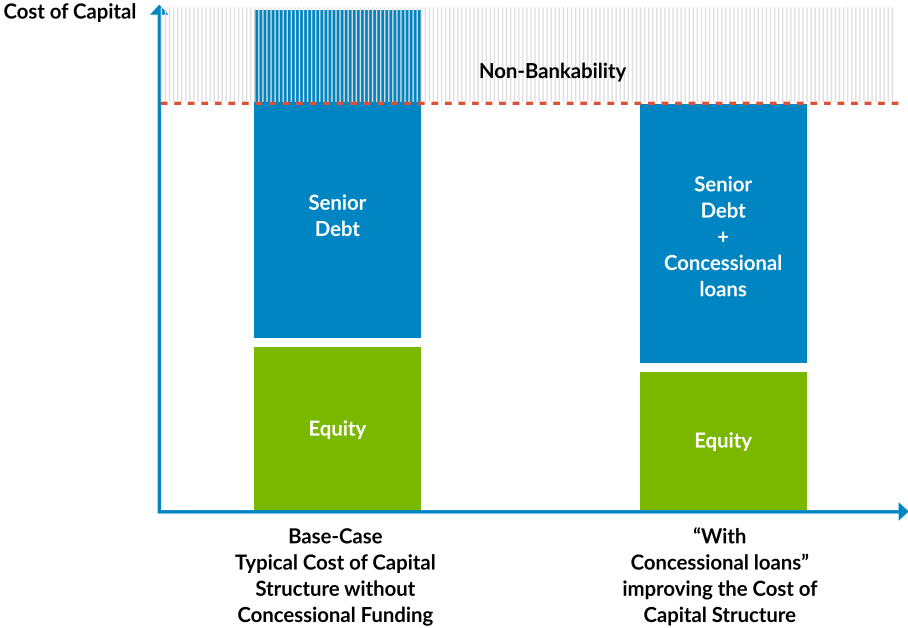 Cost of Capital
Non-Bankability
Senior
Debt
Senior
Debt
+
Concessional
loans
Equity
Equity
Base-Case
Typical Cost of Capital
Structure without
Concessional Funding
“With
Concessional loans”
improving the Cost of
Capital Structure